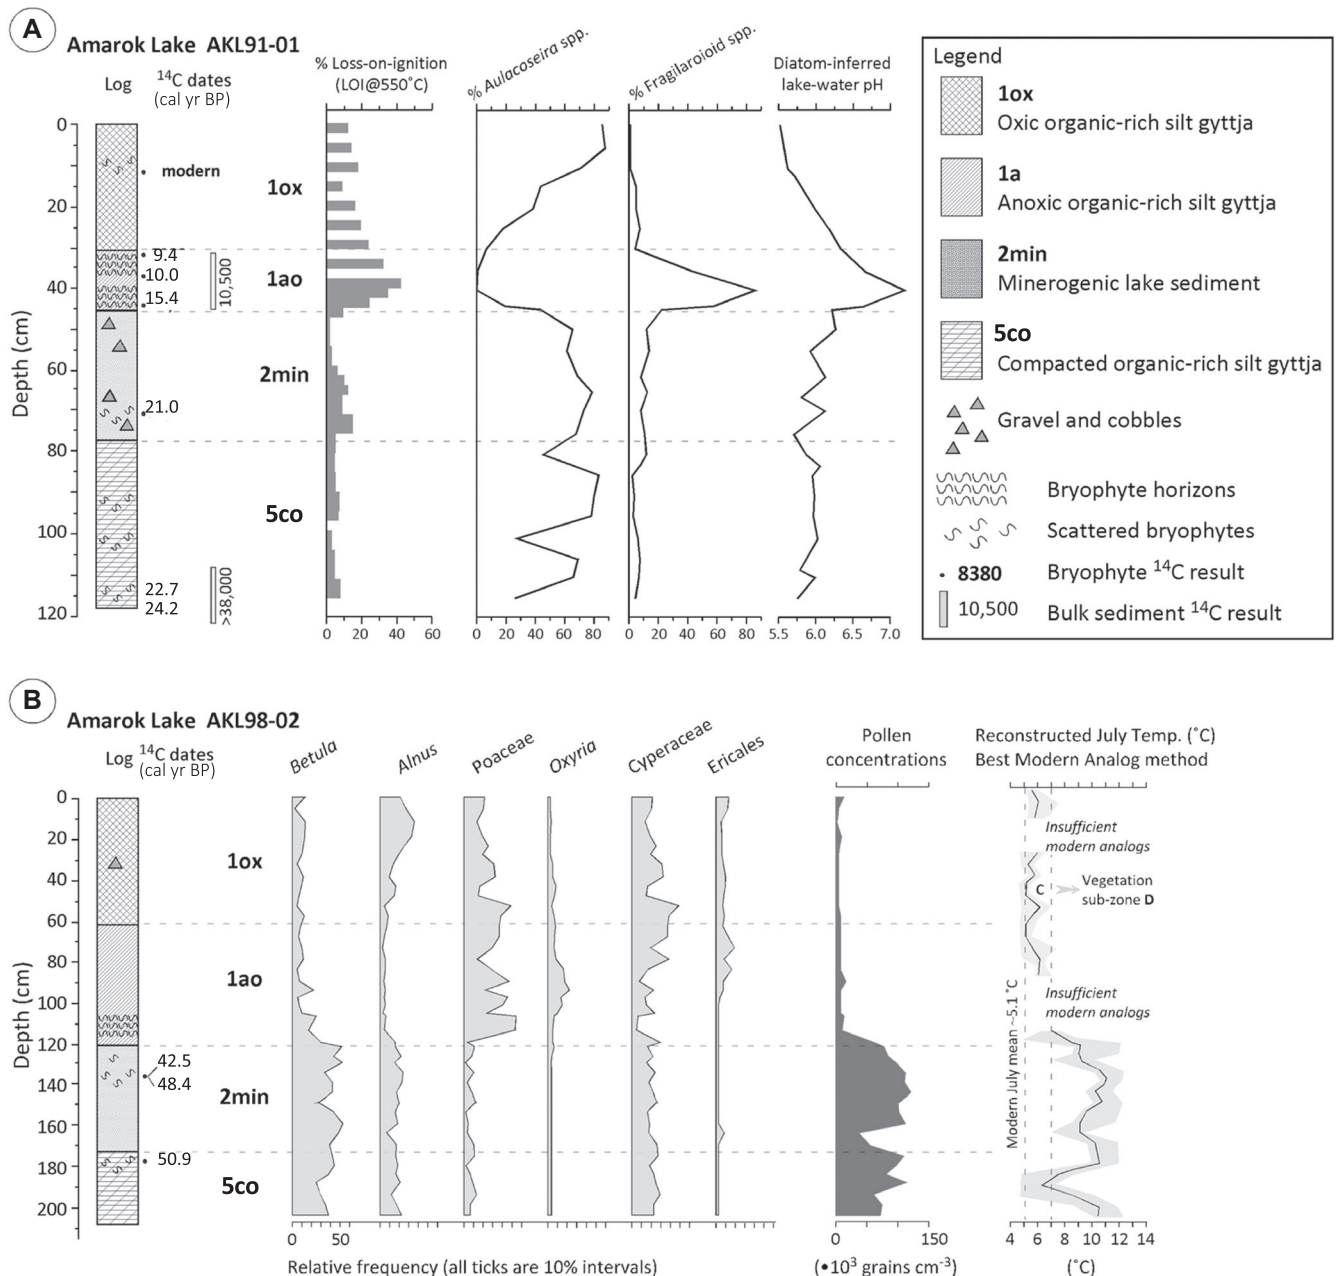 A
Amarok Lake AKL91-01
Log
14C dates
(cal yr BP)
% Loss-on-ignition
(LOI@550˚C)
% Aulacoseira spp.
% Fragilaroioid spp.
Diatom-inferred
lake-water pH
Depth (cm)
0
20
40
60
80
100
120
modern
9.4
10.0
15.4
21.0
22.7
24.2
10,500
>38,000
1ox
1ao
2min
5co
0 20 40 60
0 20 40 60 80
0 20 40 60 80
5.5 6.0 6.5 7.0
Legend
1ox
Oxic organic-rich silt gyttja
1a
Anoxic organic-rich silt gyttja
2min
Minerogenic lake sediment
5co
Compacted organic-rich silt gyttja
Gravel and cobbles
Bryophyte horizons
Scattered bryophytes
8380 Bryophyte 14C result
10,500 Bulk sediment 14C result
B
Amarok Lake AKL98-02
Log
14C dates
(cal yr BP)
Betula
Alnus
Poaceae
Oxyria
Cyperaceae
Ericales
Pollen
concentrations
Reconstructed July Temp. (˚C)
Best Modern Analog method
Depth (cm)
0
20
40
60
80
100
120
140
160
180
200
42.5
48.4
50.9
1ox
1ao
2min
5co
Insufficient
modern analogs
C
Vegetation
sub-zone D
Insufficient
modern analogs
Modern July mean ~5.1 ˚C
0 50
0 150
4 6 8 10 12 14
Relative frequency (all ticks are 10% intervals)
(•10³ grains cm⁻³)
(˚C)